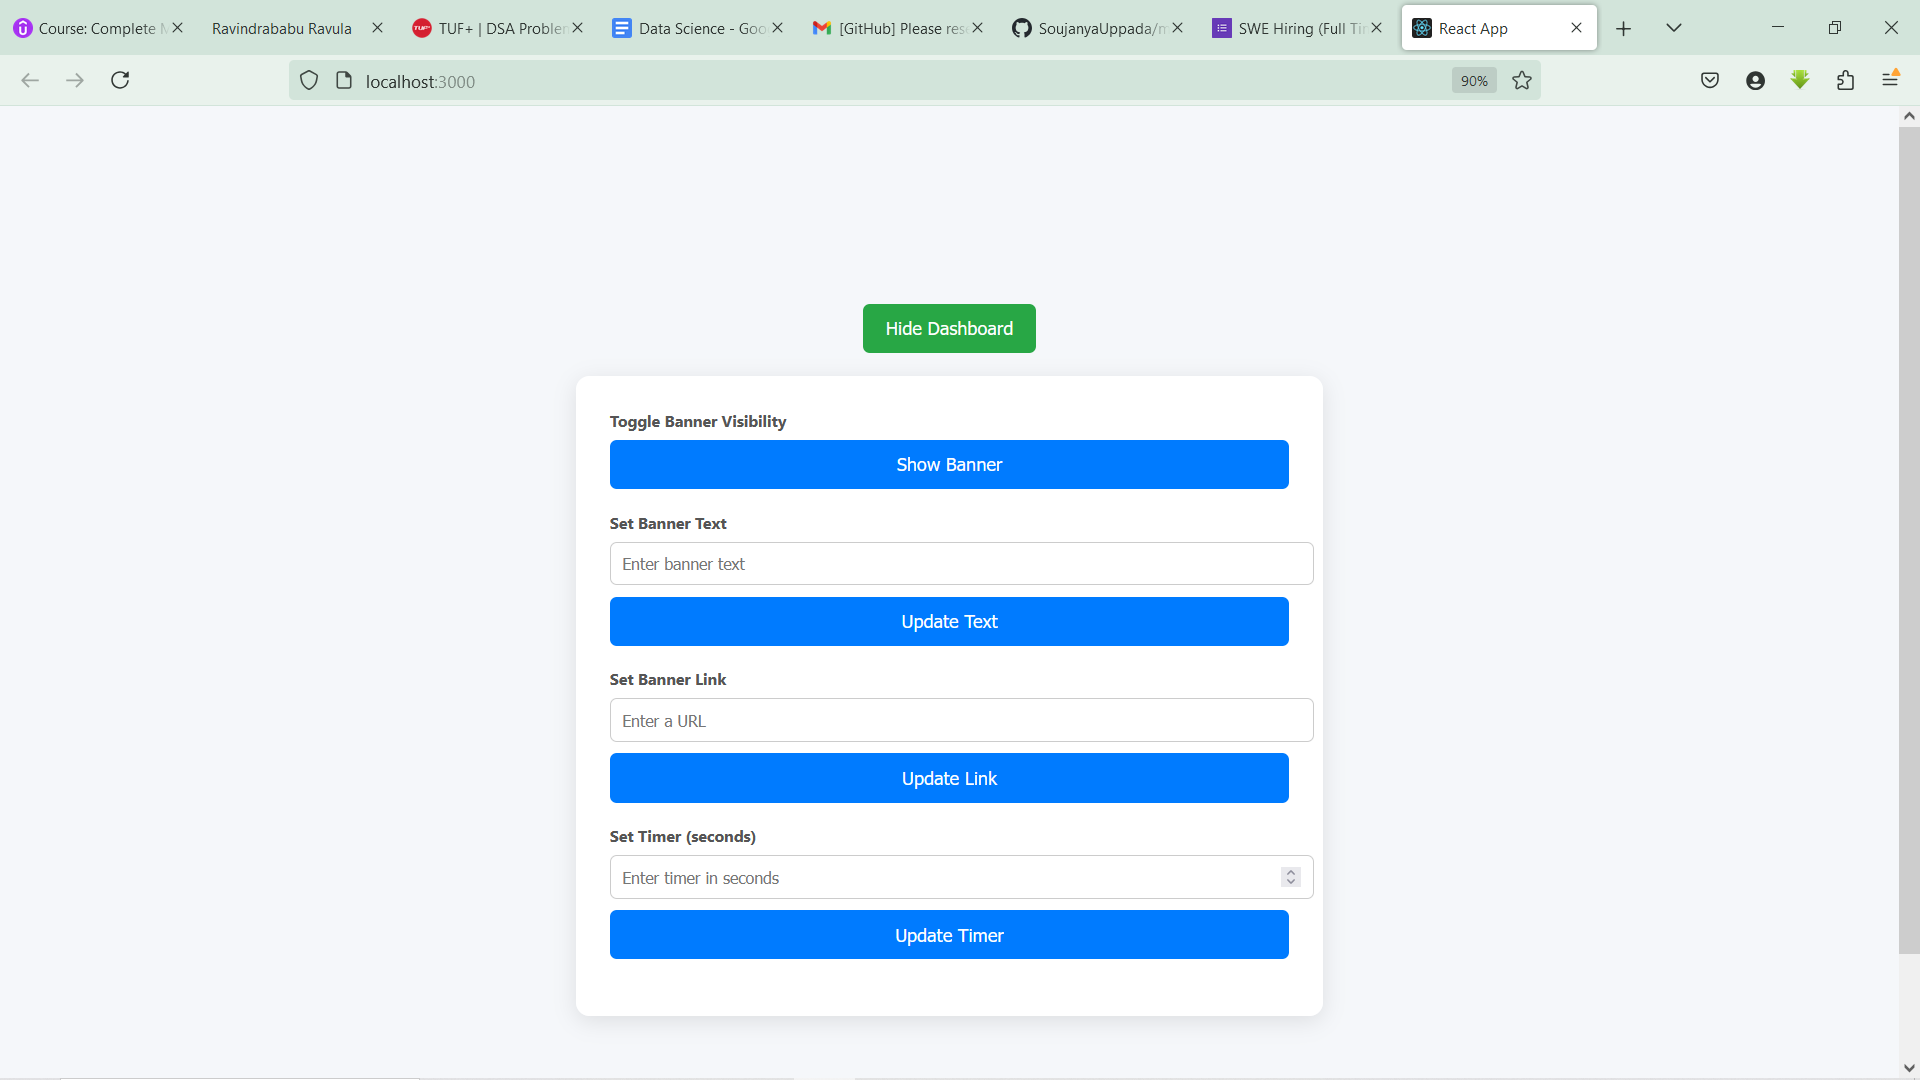 Course: Complete M
Ravindrababu Ravula
TUF+ | DSA Problem
Data Science - Goo
[GitHub] Please res
SoujanyaUppada/m
SWE Hiring (Full Tim
React App
localhost:3000
90%
Hide Dashboard
Toggle Banner Visibility
Show Banner
Set Banner Text
Enter banner text
Update Text
Set Banner Link
Enter a URL
Update Link
Set Timer (seconds)
Enter timer in seconds
Update Timer